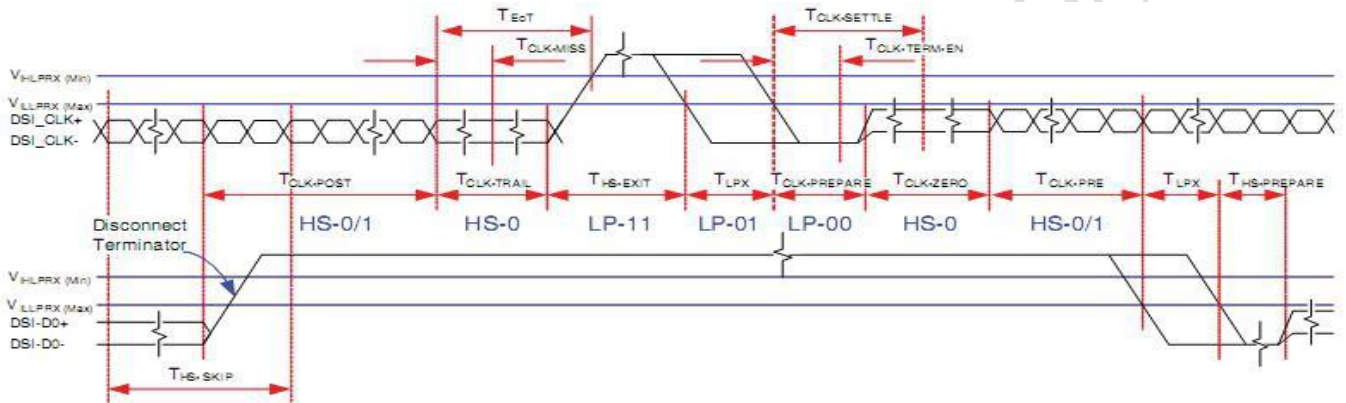 TEOT
TCLK-SETTLE
TCLK-MISS
TCLK-TERM-EN
VIHLPRX (Min)
VILLPRX (Max)
DSI_CLK+
DSI_CLK-
TCLK-POST
TCLK-TRAIL
THS-EXIT
TLPX
TCLK-PREPARE
TCLK-ZERO
TCLK-PRE
TLPX
THS-PREPARE
HS-0/1
HS-0
LP-11
LP-01
LP-00
HS-0
HS-0/1
Disconnect
Terminator
VIHLPRX (Min)
VILLPRX (Max)
DSI-D0+
DSI-D0-
THS-SKIP